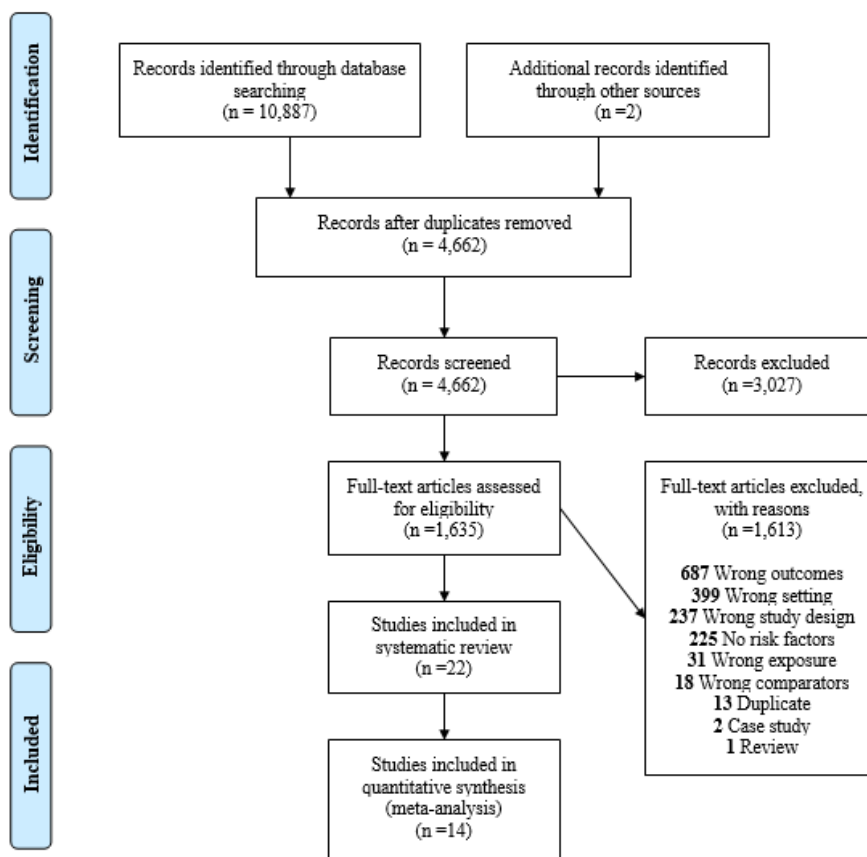 Identification
Records identified through database
searching
(n = 10,887)
Additional records identified
through other sources
(n =2)
Records after duplicates removed
(n = 4,662)
Screening
Records screened
(n = 4,662)
Records excluded
(n =3,027)
Eligibility
Full-text articles assessed
for eligibility
(n =1,635)
Full-text articles excluded,
with reasons
(n =1,613)
687 Wrong outcomes
399 Wrong setting
237 Wrong study design
225 No risk factors
31 Wrong exposure
18 Wrong comparators
13 Duplicate
2 Case study
1 Review
Studies included in
systematic review
(n =22)
Included
Studies included in
quantitative synthesis
(meta-analysis)
(n =14)